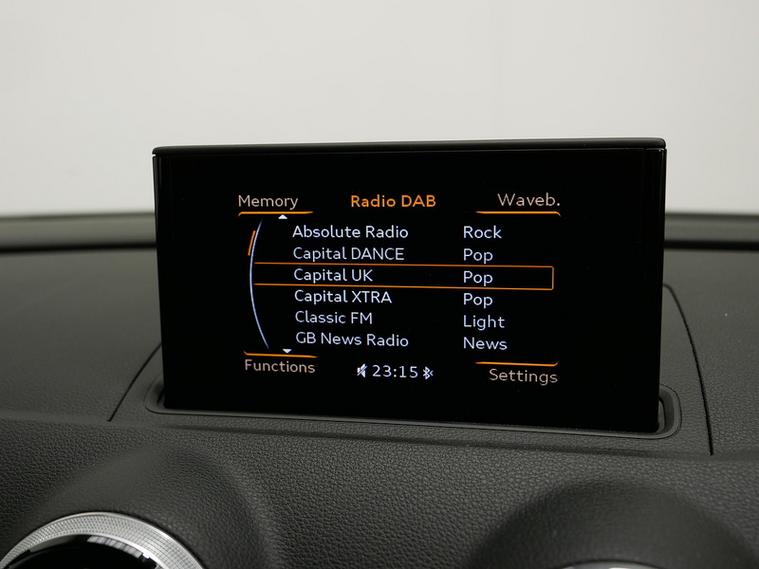 Memory Radio DAB Waveb.
Absolute Radio Rock
Capital DANCE Pop
Capital UK Pop
Capital XTRA Pop
Classic FM Light
GB News Radio News
Functions 23:15 Settings